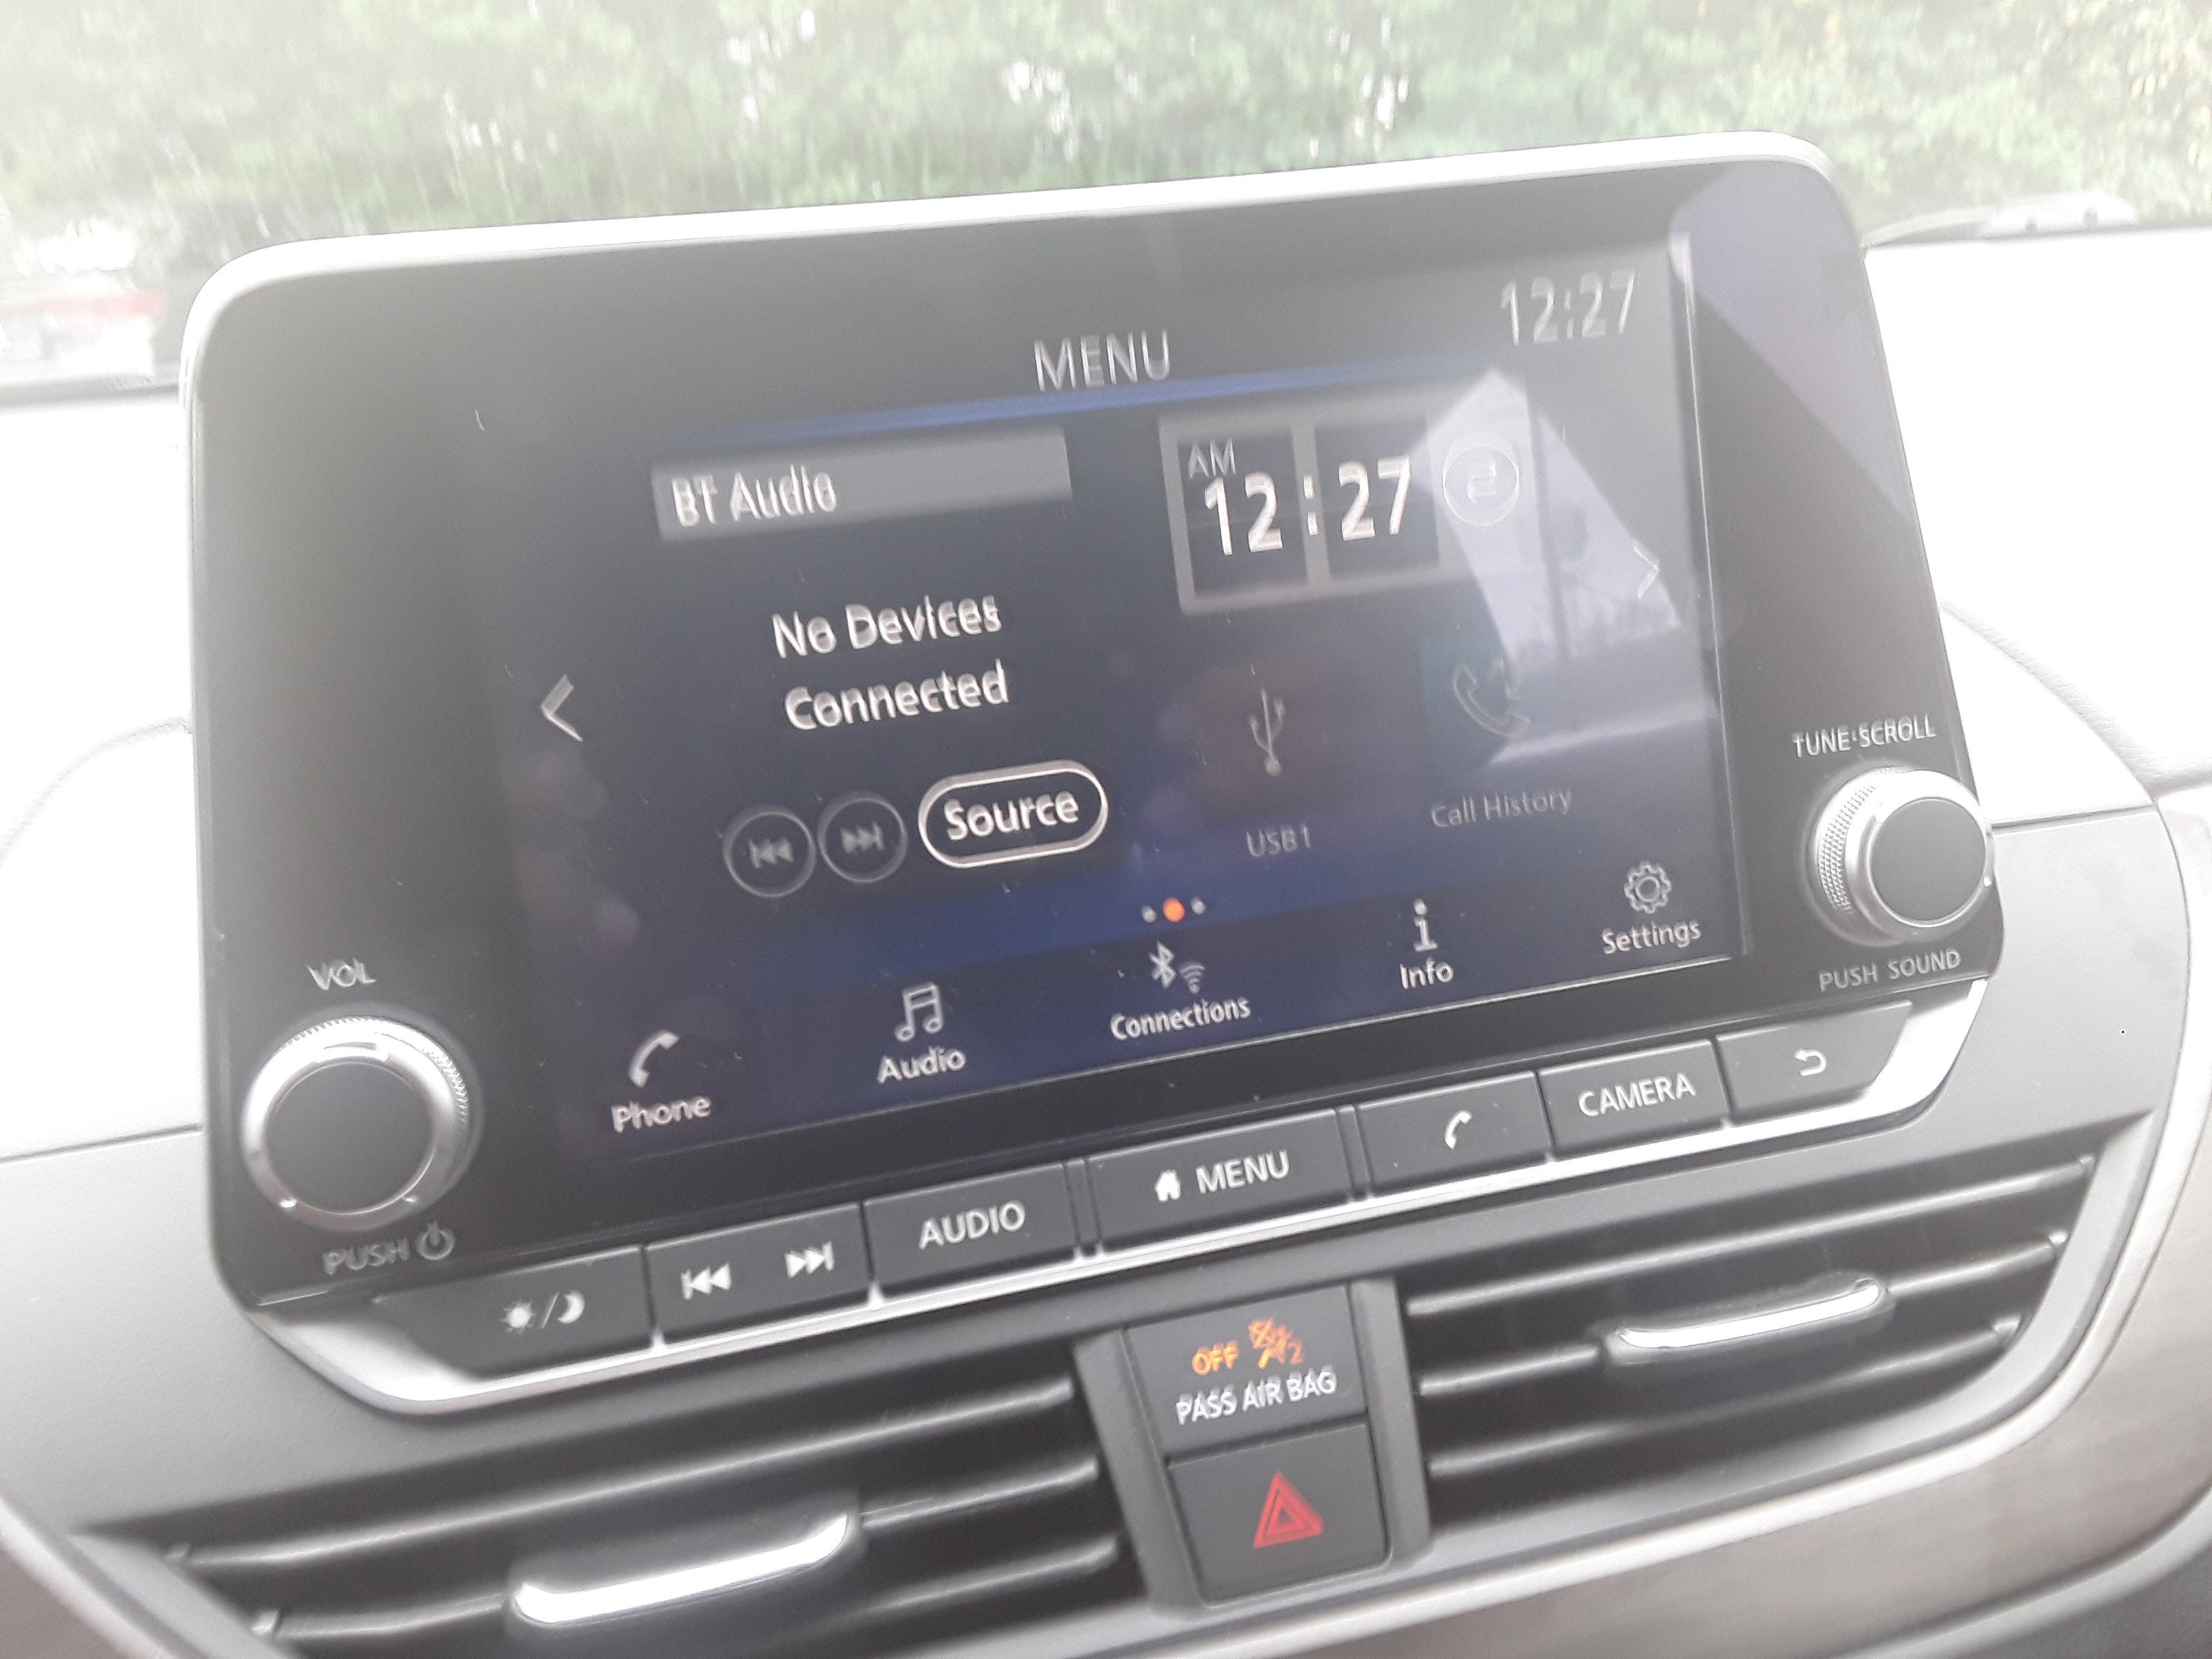 12:27
MENU
BT Audio
AM
12:27
No Devices
Connected
Source
USB1
Call History
Phone
Audio
Connections
Info
Settings
VOL
PUSH
TUNE·SCROLL
PUSH SOUND
AUDIO
MENU
CAMERA
OFF
PASS AIR BAG